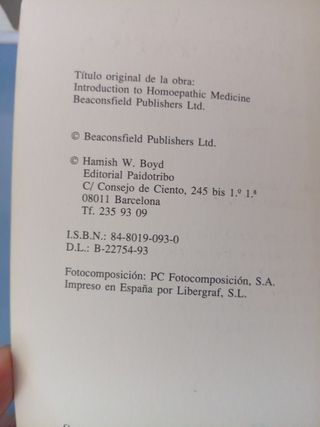 Título original de la obra:
Introduction to Homoepathic Medicine
Beaconsfield Publishers Ltd.
© Beaconsfield Publishers Ltd.
© Hamish W. Boyd
Editorial Paidotribo
C/ Consejo de Ciento, 245 bis 1.º 1.ª
08011 Barcelona
Tf. 235 93 09
I.S.B.N.: 84-8019-093-0
D.L.: B-22754-93
Fotocomposición: PC Fotocomposición, S.A.
Impreso en España por Libergraf, S.L.